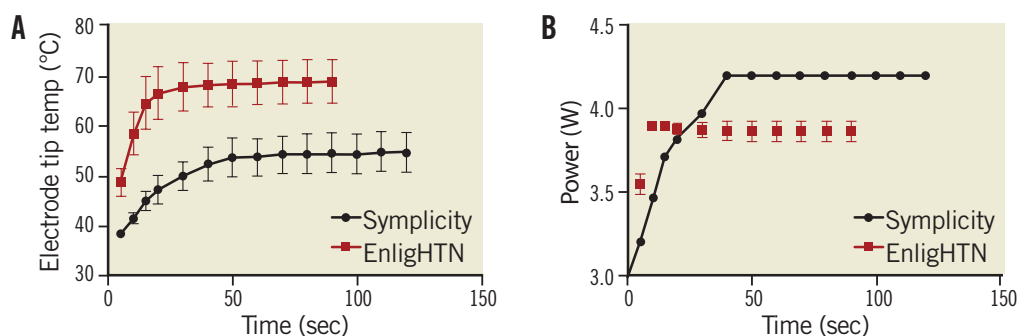 A
Electrode tip temp (°C)
80
70
60
50
40
30
0
50
100
150
Time (sec)
Symplicity
EnligHTN
B
Power (W)
4.5
4.0
3.5
3.0
0
50
100
150
Time (sec)
Symplicity
EnligHTN